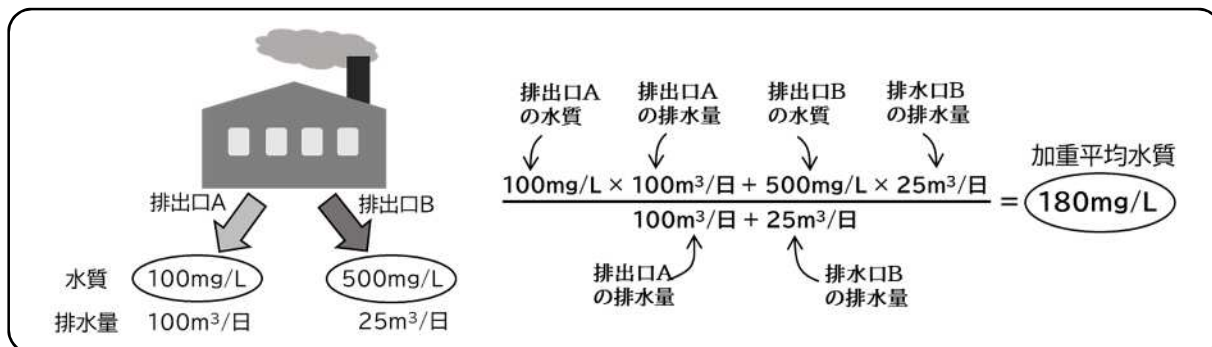 排出口A
排出口B
水質
100mg/L
500mg/L
排水量
100m³/日
25m³/日
排出口A
の水質
排出口A
の排水量
排出口B
の水質
排水口B
の排水量
100mg/L × 100m³/日 + 500mg/L × 25m³/日
100m³/日 + 25m³/日
=
加重平均水質
180mg/L
排出口A
の排水量
排水口B
の排水量